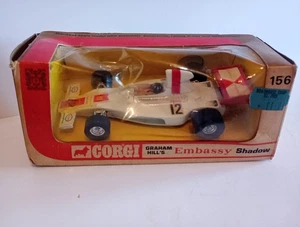 156
12
CORGI
GRAHAM
HILL'S
Embassy Shadow